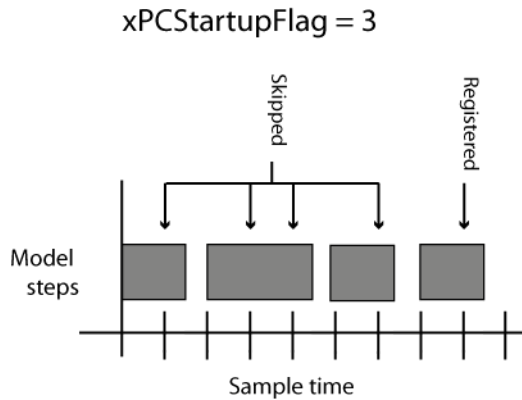 xPCStartupFlag = 3
Skipped
Registered
Model
steps
Sample time